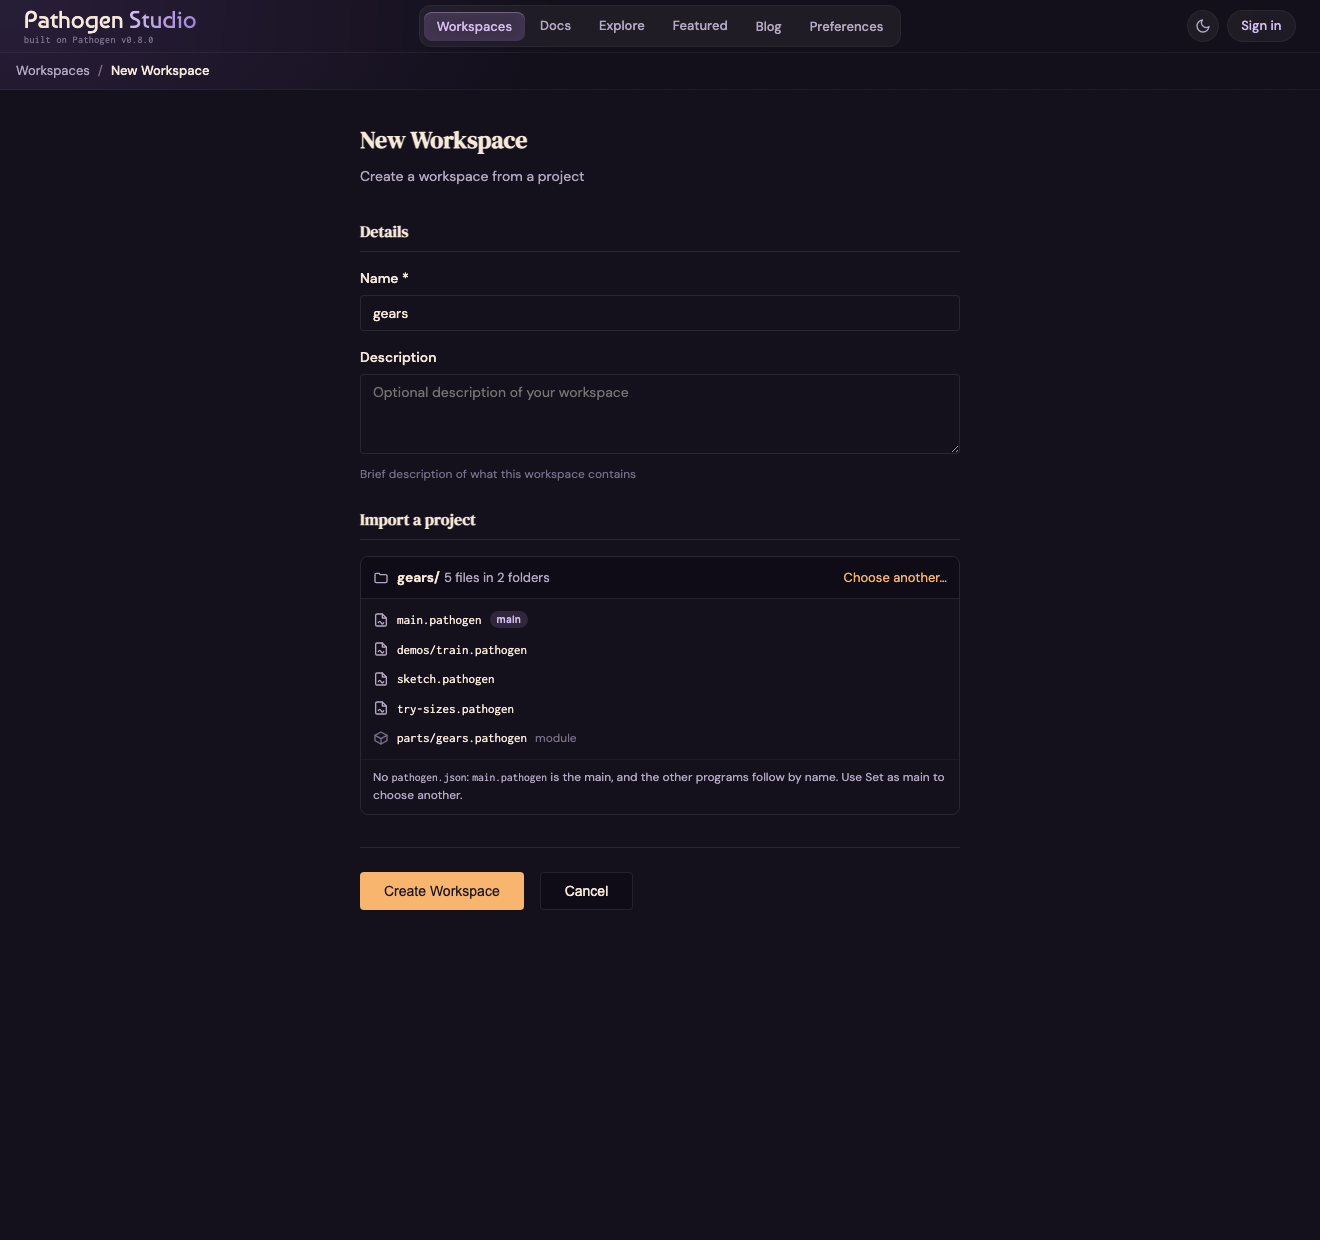 Pathogen Studio
built on Pathogen v0.8.0
Workspaces
Docs
Explore
Featured
Blog
Preferences
Sign in
Workspaces / New Workspace
New Workspace
Create a workspace from a project
Details
Name *
gears
Description
Optional description of your workspace
Brief description of what this workspace contains
Import a project
gears/ 5 files in 2 folders
Choose another...
main.pathogen main
demos/train.pathogen
sketch.pathogen
try-sizes.pathogen
parts/gears.pathogen module
No pathogen.json: main.pathogen is the main, and the other programs follow by name. Use Set as main to
choose another.
Create Workspace
Cancel